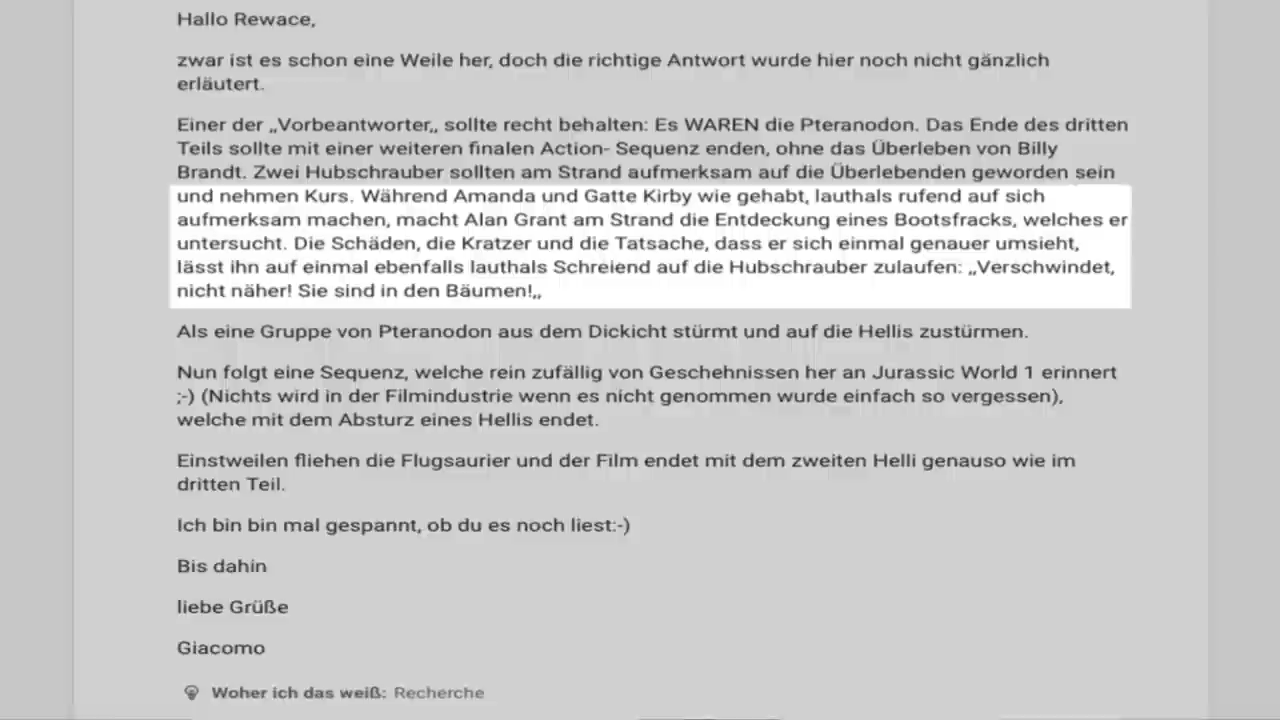 Hallo Rewace,
zwar ist es schon eine Weile her, doch die richtige Antwort wurde hier noch nicht gänzlich
erläutert.
Einer der „Vorbeantworter„ sollte recht behalten: Es WAREN die Pteranodon. Das Ende des dritten
Teils sollte mit einer weiteren finalen Action- Sequenz enden, ohne das Überleben von Billy
Brandt. Zwei Hubschrauber sollten am Strand aufmerksam auf die Überlebenden geworden sein
und nehmen Kurs. Während Amanda und Gatte Kirby wie gehabt, lauthals rufend auf sich
aufmerksam machen, macht Alan Grant am Strand die Entdeckung eines Bootsfracks, welches er
untersucht. Die Schäden, die Kratzer und die Tatsache, dass er sich einmal genauer umsieht,
lässt ihn auf einmal ebenfalls lauthals Schreiend auf die Hubschrauber zulaufen: „Verschwindet,
nicht näher! Sie sind in den Bäumen!„
Als eine Gruppe von Pteranodon aus dem Dickicht stürmt und auf die Hellis zustürmen.
Nun folgt eine Sequenz, welche rein zufällig von Geschehnissen her an Jurassic World 1 erinnert
;-) (Nichts wird in der Filmindustrie wenn es nicht genommen wurde einfach so vergessen),
welche mit dem Absturz eines Hellis endet.
Einstweilen fliehen die Flugsaurier und der Film endet mit dem zweiten Helli genauso wie im
dritten Teil.
Ich bin bin mal gespannt, ob du es noch liest:-)
Bis dahin
liebe Grüße
Giacomo
Woher ich das weiß: Recherche